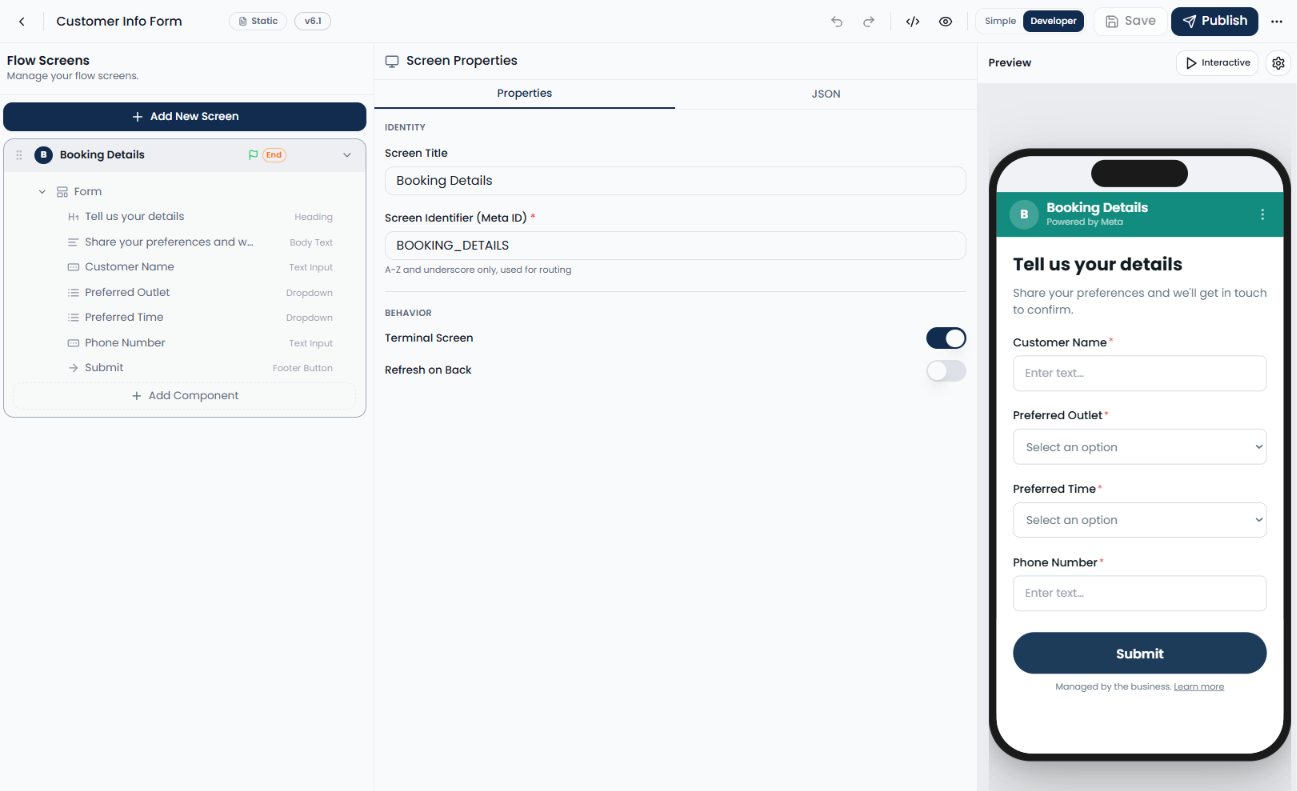 Customer Info Form
Static
v6.1
Simple
Developer
Save
Publish
Flow Screens
Manage your flow screens.
Add New Screen
B
Booking Details
End
Form
H1 Tell us your details
Heading
Share your preferences and w...
Body Text
Customer Name
Text Input
Preferred Outlet
Dropdown
Preferred Time
Dropdown
Phone Number
Text Input
Submit
Footer Button
Add Component
Screen Properties
Properties
JSON
IDENTITY
Screen Title
Booking Details
Screen Identifier (Meta ID) *
BOOKING_DETAILS
A-Z and underscore only, used for routing
BEHAVIOR
Terminal Screen
Refresh on Back
Preview
Interactive
B
Booking Details
Powered by Meta
Tell us your details
Share your preferences and we'll get in touch
to confirm.
Customer Name*
Enter text...
Preferred Outlet*
Select an option
Preferred Time*
Select an option
Phone Number*
Enter text...
Submit
Managed by the business. Learn more